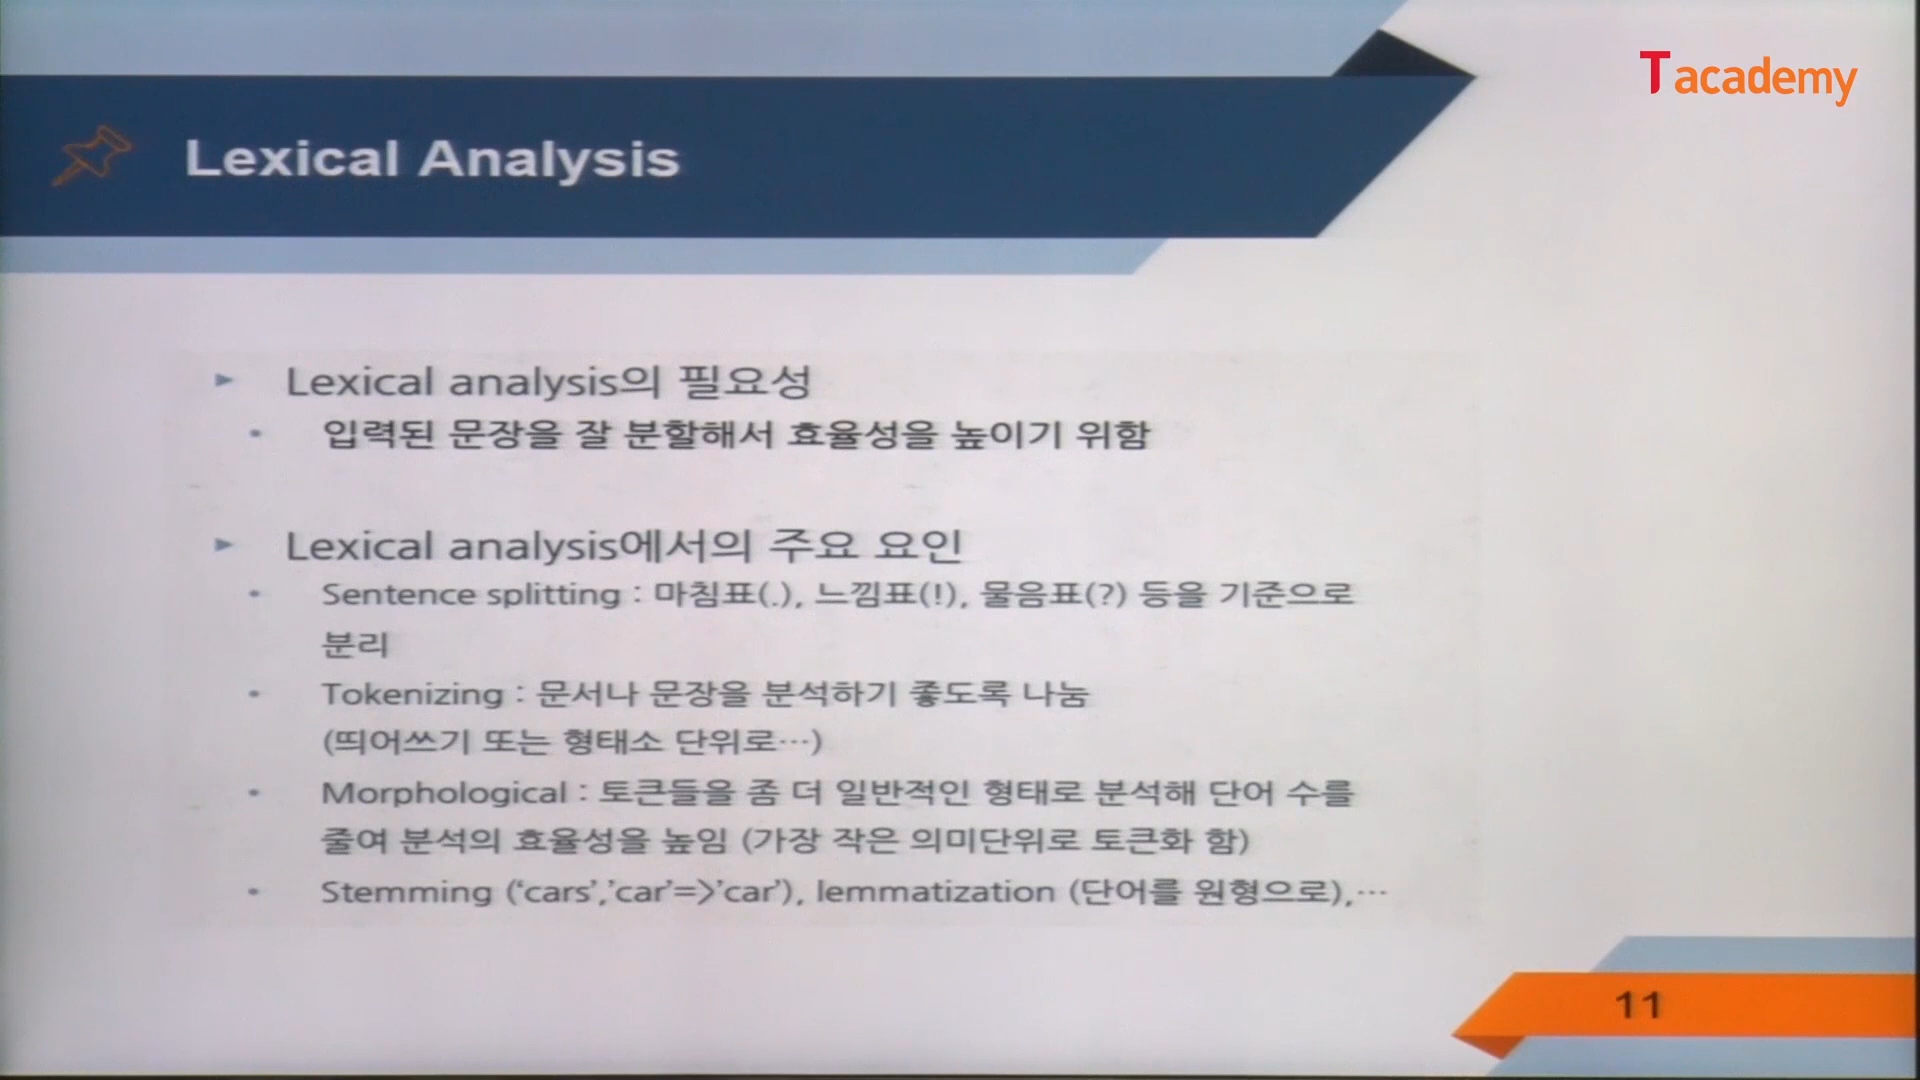 T academy
Lexical Analysis
Lexical analysis의 필요성
입력된 문장을 잘 분할해서 효율성을 높이기 위함
Lexical analysis에서의 주요 요인
Sentence splitting : 마침표(.), 느낌표(!), 물음표(?) 등을 기준으로
분리
Tokenizing : 문서나 문장을 분석하기 좋도록 나눔
(띄어쓰기 또는 형태소 단위로…)
Morphological : 토큰들을 좀 더 일반적인 형태로 분석해 단어 수를
줄여 분석의 효율성을 높임 (가장 작은 의미단위로 토큰화 함)
Stemming (‘cars’,’car’=>’car’), lemmatization (단어를 원형으로),…
11